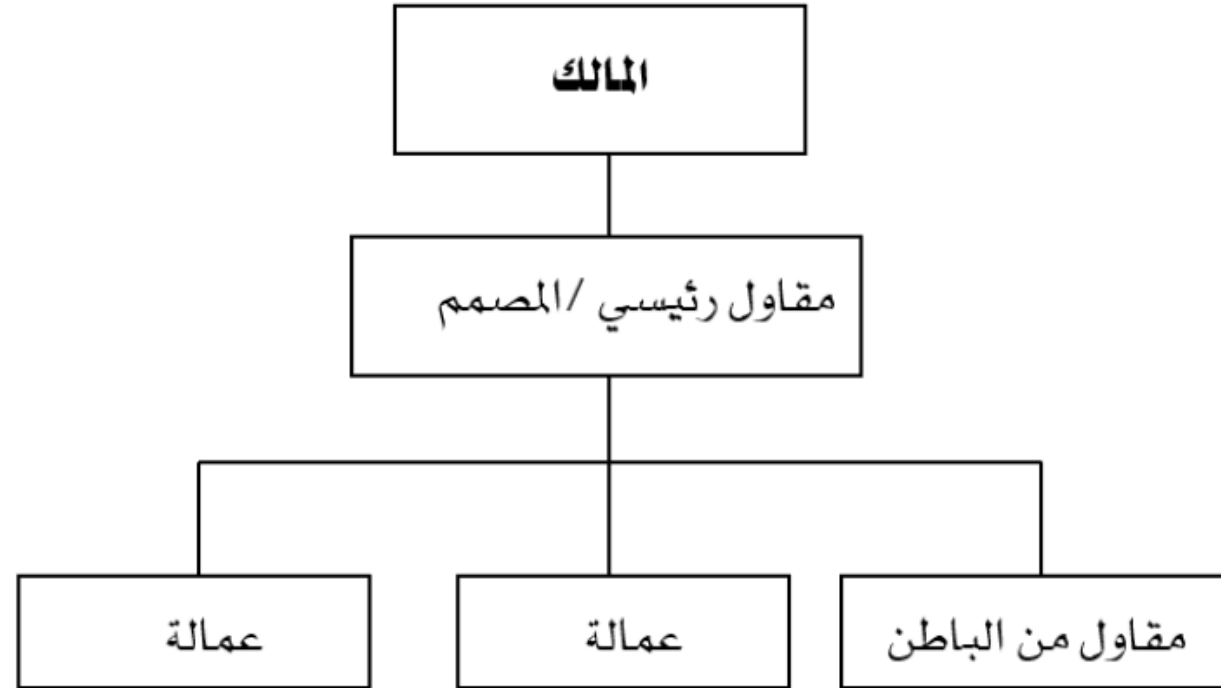 المالك
مقاول رئيسي /المصمم
مقاول من الباطن
عمالة
عمالة